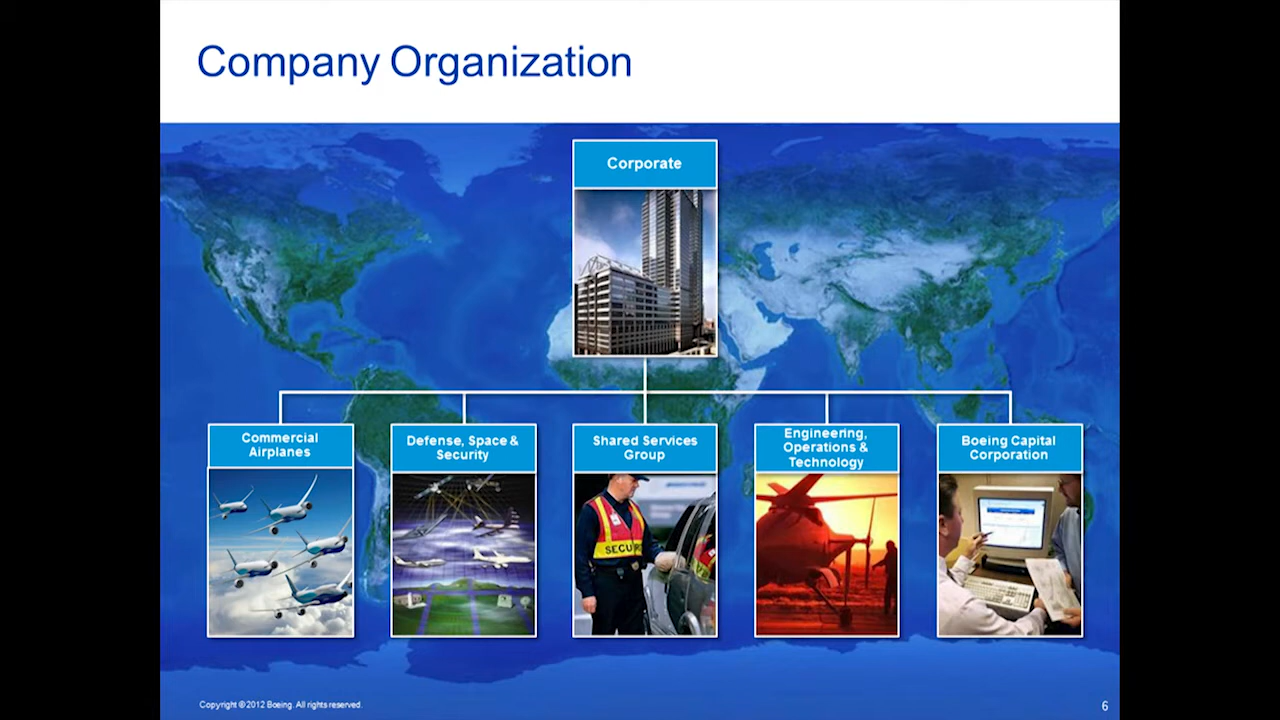 Company Organization
Corporate
Commercial
Airplanes
Defense, Space &
Security
Shared Services
Group
Engineering,
Operations &
Technology
Boeing Capital
Corporation
SECURI
Copyright © 2012 Boeing. All rights reserved.
6